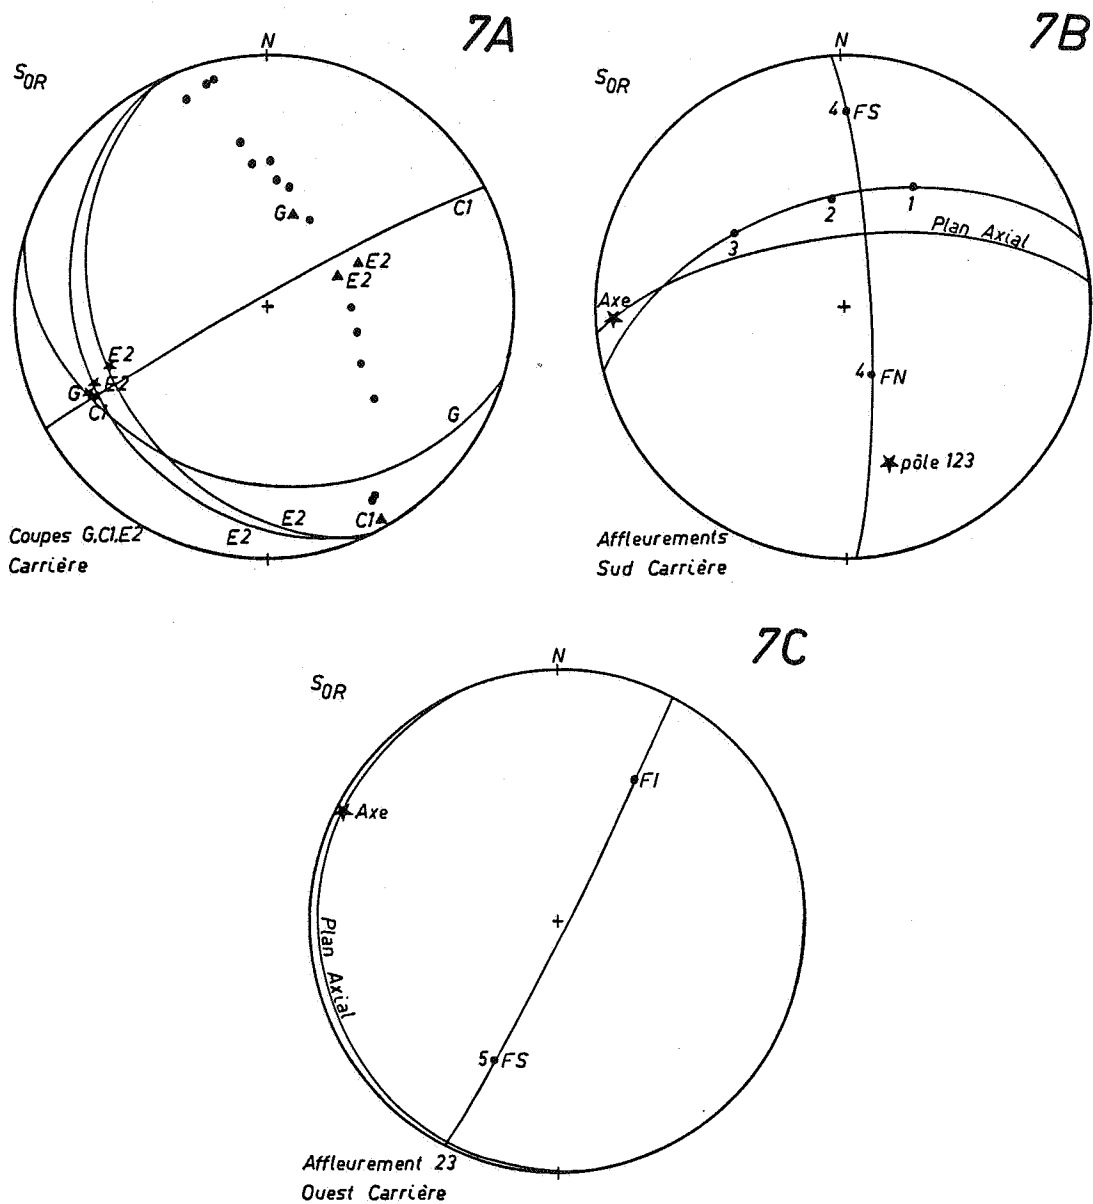 7A
7B
N
N
S0R
S0R
4 FS
C1
G
1
2
E2
Plan Axial
E2
3
Axe
+
+
E2
4 FN
E2
G
C1
G
pôle 123
E2
C1
E2
Coupes G,C1,E2
Affleurements
Carrière
Sud Carrière
7C
N
S0R
FI
Axe
+
Plan Axial
5 FS
Affleurement 23
Ouest Carrière